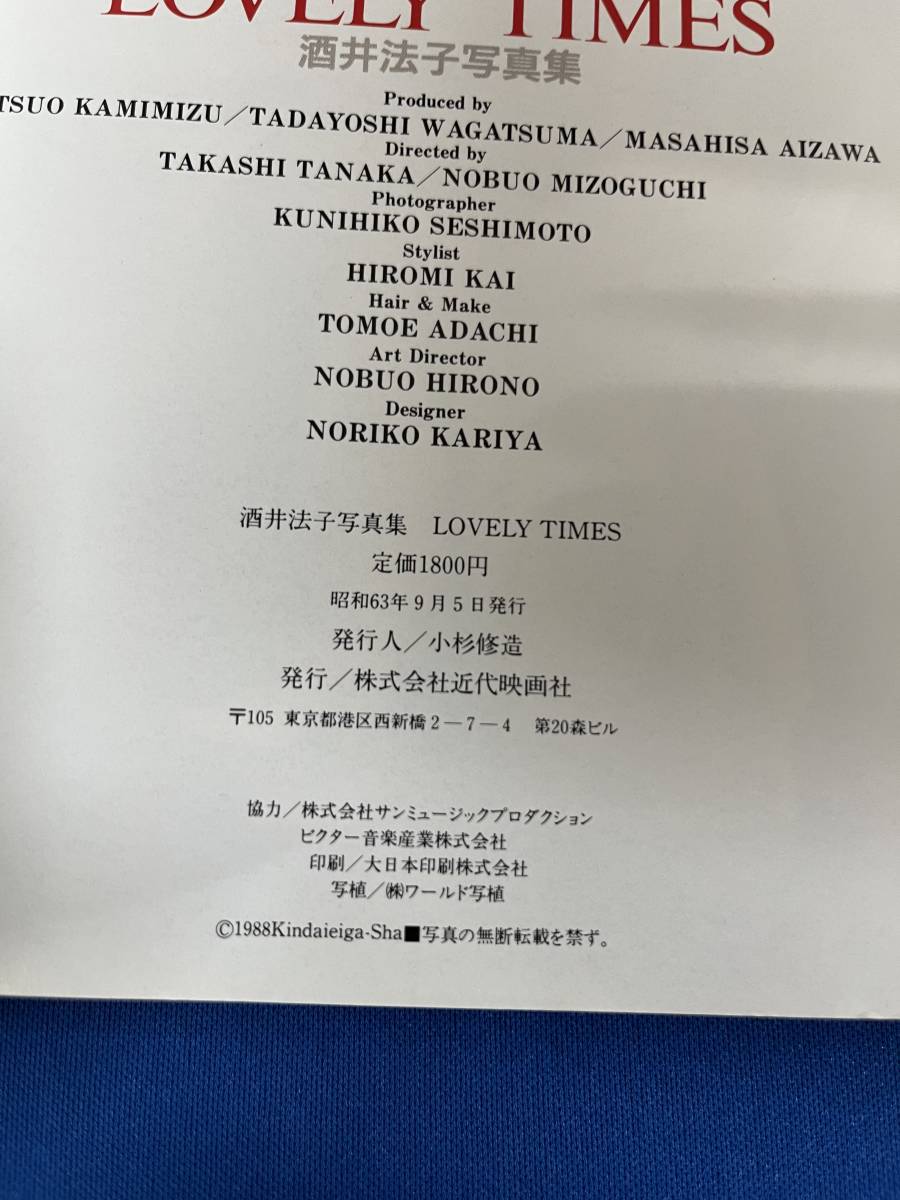 LOVELY TIMES
酒井法子写真集
Produced by
TSUO KAMIMIZU／TADAYOSHI WAGATSUMA／MASAHISA AIZAWA
Directed by
TAKASHI TANAKA／NOBUO MIZOGUCHI
Photographer
KUNIHIKO SESHIMOTO
Stylist
HIROMI KAI
Hair & Make
TOMOE ADACHI
Art Director
NOBUO HIRONO
Designer
NORIKO KARIYA
酒井法子写真集　LOVELY TIMES
定価1800円
昭和63年9月5日発行
発行人／小杉修造
発行／株式会社近代映画社
〒105 東京都港区西新橋2―7―4　第20森ビル
協力／株式会社サンミュージックプロダクション
ビクター音楽産業株式会社
印刷／大日本印刷株式会社
写植／㈱ワールド写植
©1988Kindaieiga-Sha■写真の無断転載を禁ず。